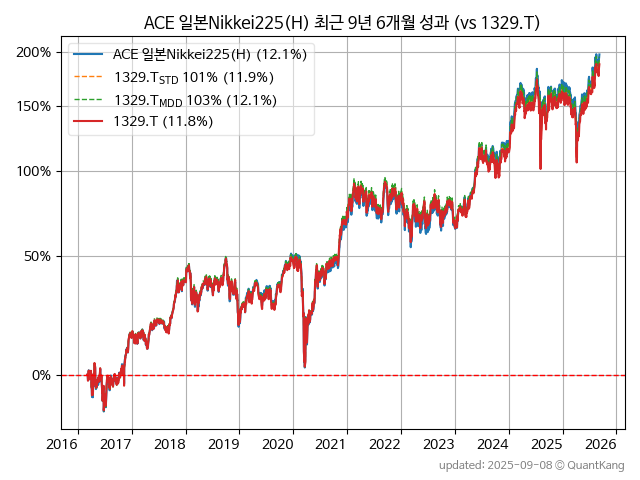 ACE 일본Nikkei225(H) 최근 9년 6개월 성과 (vs 1329.T)
ACE 일본Nikkei225(H) (12.1%)
1329.T_STD 101% (11.9%)
1329.T_MDD 103% (12.1%)
1329.T (11.8%)
200%
150%
100%
50%
0%
2016 2017 2018 2019 2020 2021 2022 2023 2024 2025 2026
updated: 2025-09-08 © QuantKang